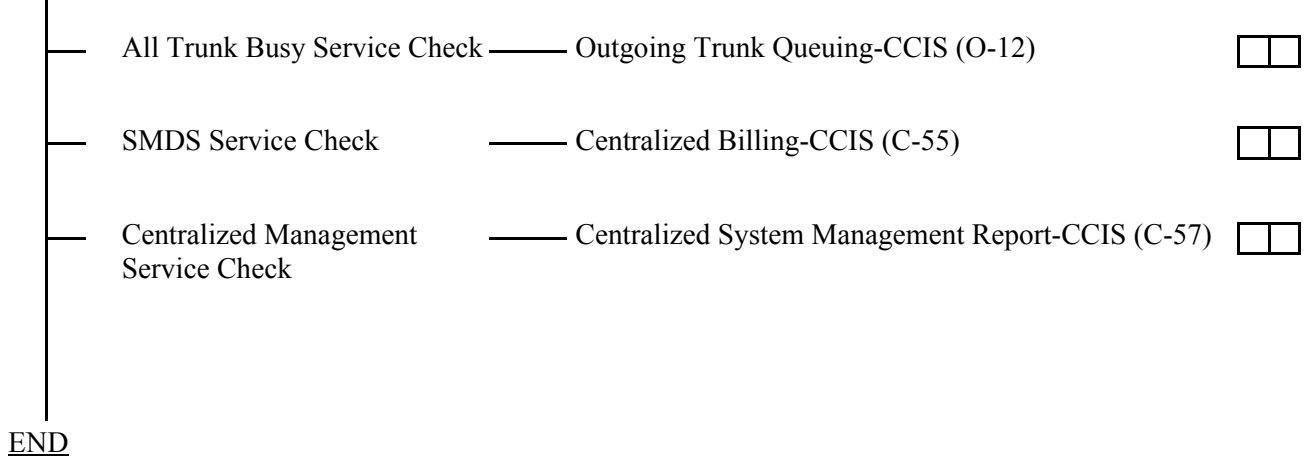 All Trunk Busy Service Check Outgoing Trunk Queuing-CCIS (O-12)
SMDS Service Check Centralized Billing-CCIS (C-55)
Centralized Management Centralized System Management Report-CCIS (C-57)
Service Check
END